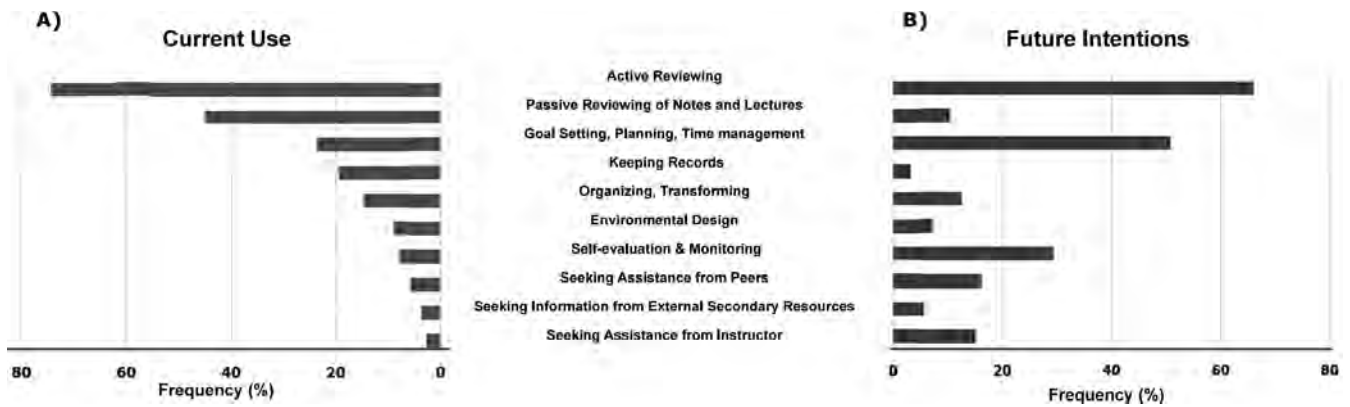 A)
Current Use
80
60
40
20
0
Frequency (%)
Active Reviewing
Passive Reviewing of Notes and Lectures
Goal Setting, Planning, Time management
Keeping Records
Organizing, Transforming
Environmental Design
Self-evaluation & Monitoring
Seeking Assistance from Peers
Seeking Information from External Secondary Resources
Seeking Assistance from Instructor
B)
Future Intentions
0
20
40
60
80
Frequency (%)